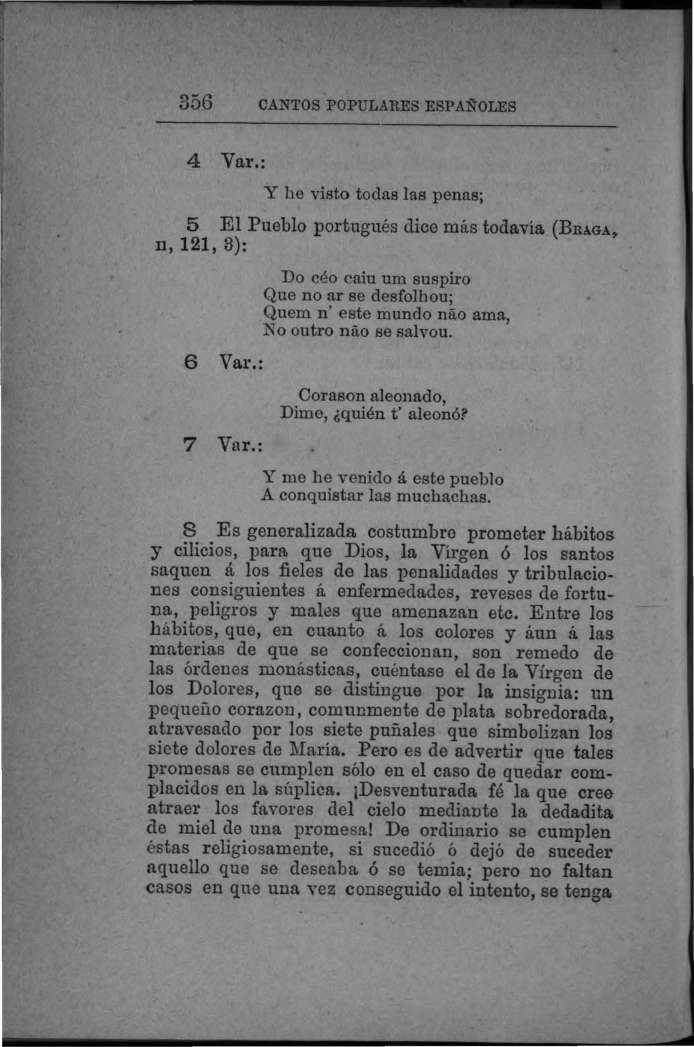 356 CANTOS POPULARES ESPAÑOLES
4 Var.:
Y he visto todas las penas;
5 El Pueblo portugués dice más todavía (BRAGA,
II, 121, 3):
Do céo caiu um suspiro
Que no ar se desfolhou;
Quem n' este mundo não ama,
No outro não se salvou.
6 Var.:
Corason aleonado,
Dime, ¿quién t' aleonó?
7 Var.:
Y me he venido á este pueblo
A conquistar las muchachas.
8 Es generalizada costumbre prometer hábitos
y cilicios, para que Dios, la Vírgen ó los santos
saquen á los fieles de las penalidades y tribulacio-
nes consiguientes á enfermedades, reveses de fortu-
na, peligros y males que amenazan etc. Entre los
hábitos, que, en cuanto á los colores y áun á las
materias de que se confeccionan, son remedo de
las órdenes monásticas, cuéntase el de la Vírgen de
los Dolores, que se distingue por la insignia: un
pequeño corazon, comunmente de plata sobredorada,
atravesado por los siete puñales que simbolizan los
siete dolores de María. Pero es de advertir que tales
promesas se cumplen sólo en el caso de quedar com-
placidos en la súplica. ¡Desventurada fé la que cree
atraer los favores del cielo mediante la dedadita
de miel de una promesa! De ordinario se cumplen
éstas religiosamente, si sucedió ó dejó de suceder
aquello que se deseaba ó se temia; pero no faltan
casos en que una vez conseguido el intento, se tenga